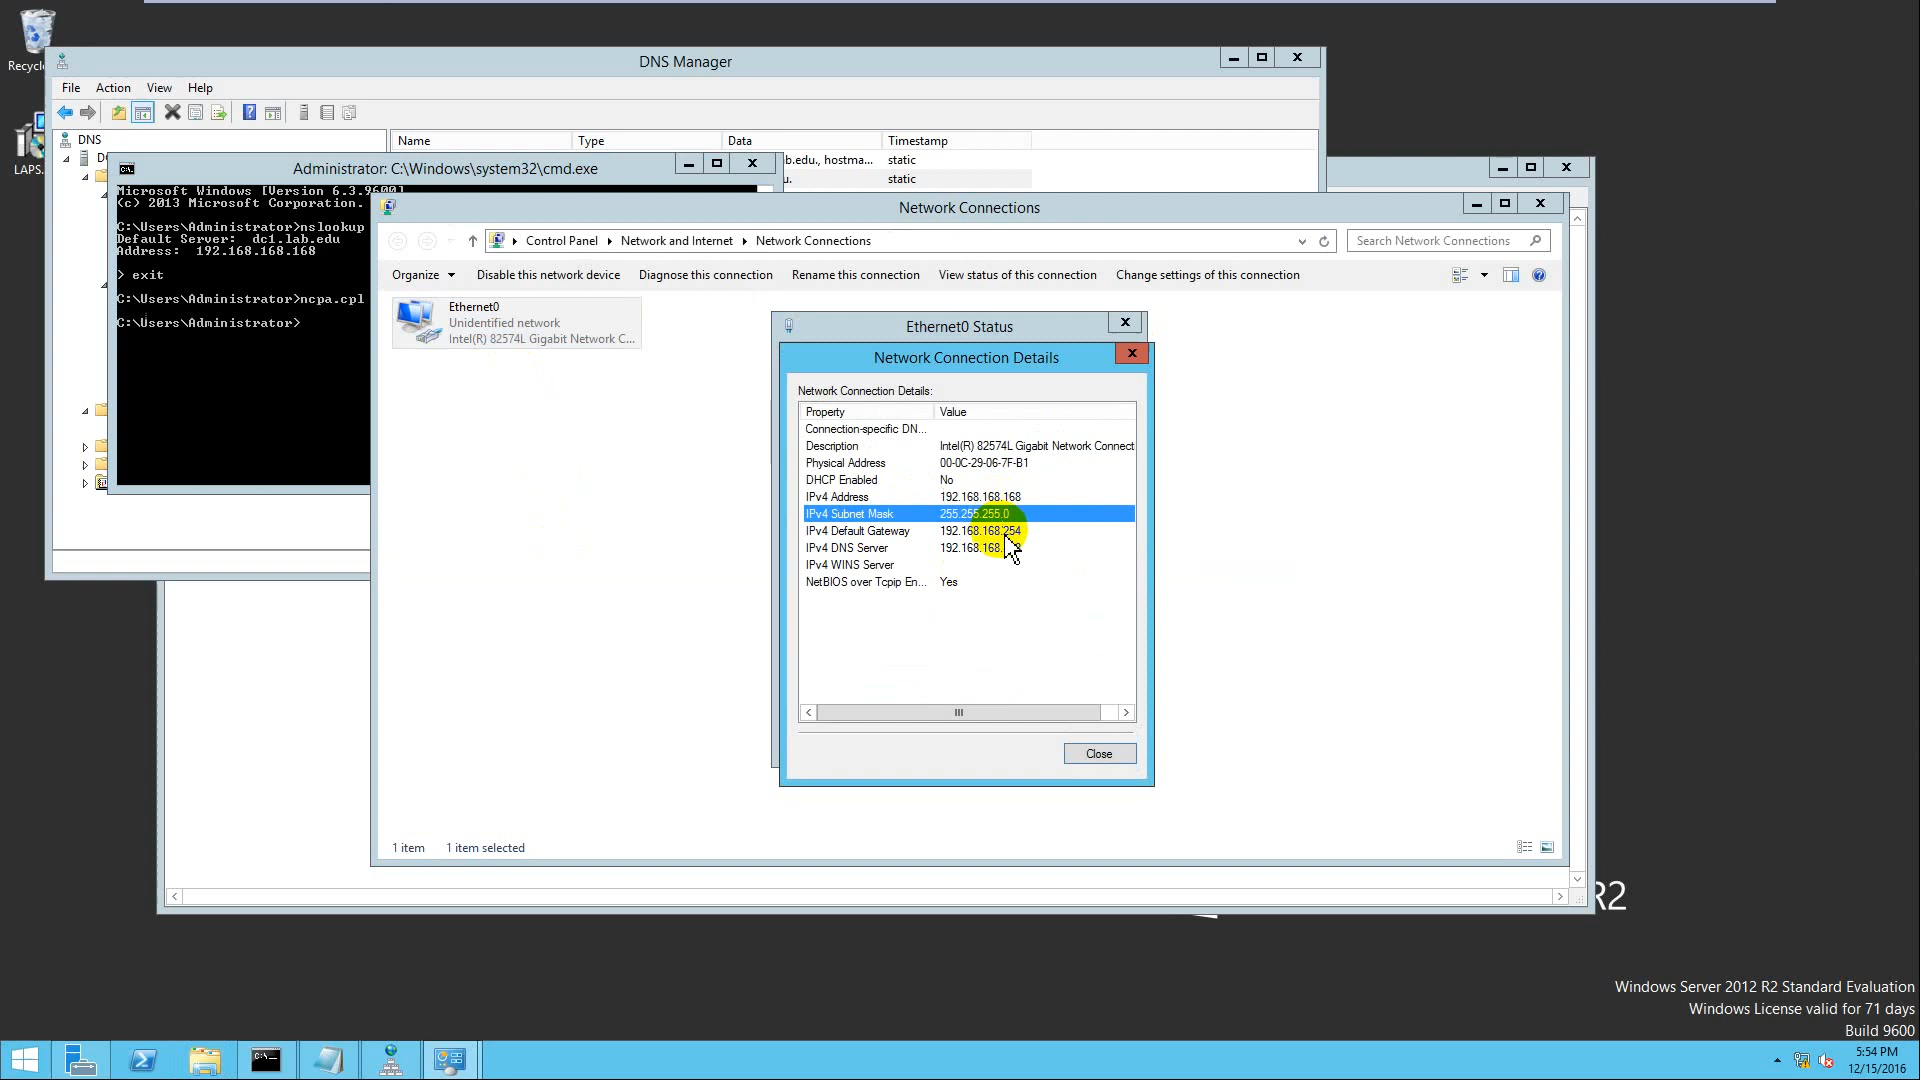 Recycle
LAPS.
DNS Manager
File Action View Help
DNS
Name Type Data Timestamp
b.edu., hostma... static
u. static
Administrator: C:\Windows\system32\cmd.exe
Microsoft Windows [Version 6.3.9600]
(c) 2013 Microsoft Corporation.
C:\Users\Administrator>nslookup
Default Server: dc1.lab.edu
Address: 192.168.168.168
> exit
C:\Users\Administrator>ncpa.cpl
C:\Users\Administrator>
Network Connections
Control Panel Network and Internet Network Connections
Search Network Connections
Organize Disable this network device Diagnose this connection Rename this connection View status of this connection Change settings of this connection
Ethernet0
Unidentified network
Intel(R) 82574L Gigabit Network C...
Ethernet0 Status
Network Connection Details
Network Connection Details:
Property Value
Connection-specific DN...
Description Intel(R) 82574L Gigabit Network Connect
Physical Address 00-0C-29-06-7F-B1
DHCP Enabled No
IPv4 Address 192.168.168.168
IPv4 Subnet Mask 255.255.255.0
IPv4 Default Gateway 192.168.168.254
IPv4 DNS Server 192.168.168.
IPv4 WINS Server
NetBIOS over Tcpip En... Yes
Close
1 item 1 item selected
R2
Windows Server 2012 R2 Standard Evaluation
Windows License valid for 71 days
Build 9600
5:54 PM
12/15/2016